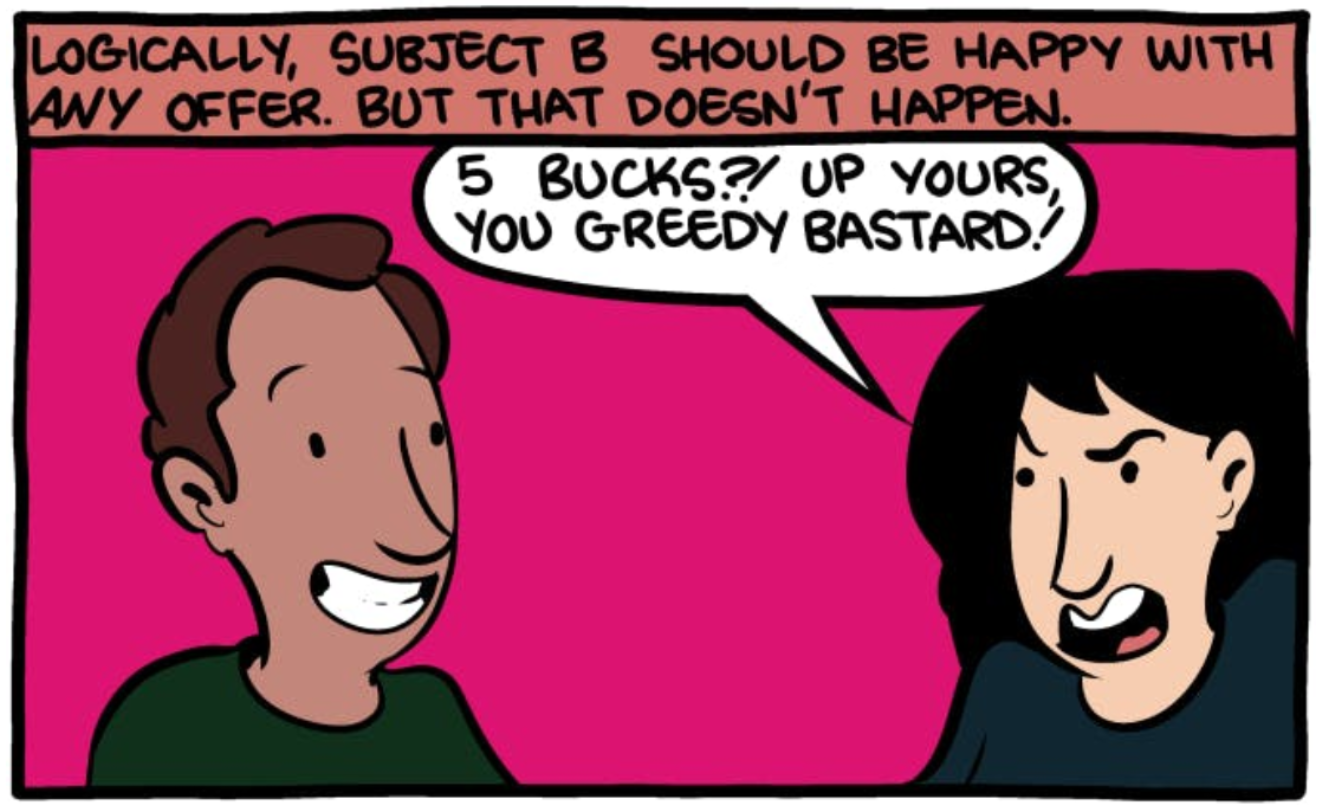 LOGICALLY, SUBJECT B SHOULD BE HAPPY WITH
ANY OFFER. BUT THAT DOESN'T HAPPEN.
5 BUCKS?! UP YOURS,
YOU GREEDY BASTARD!